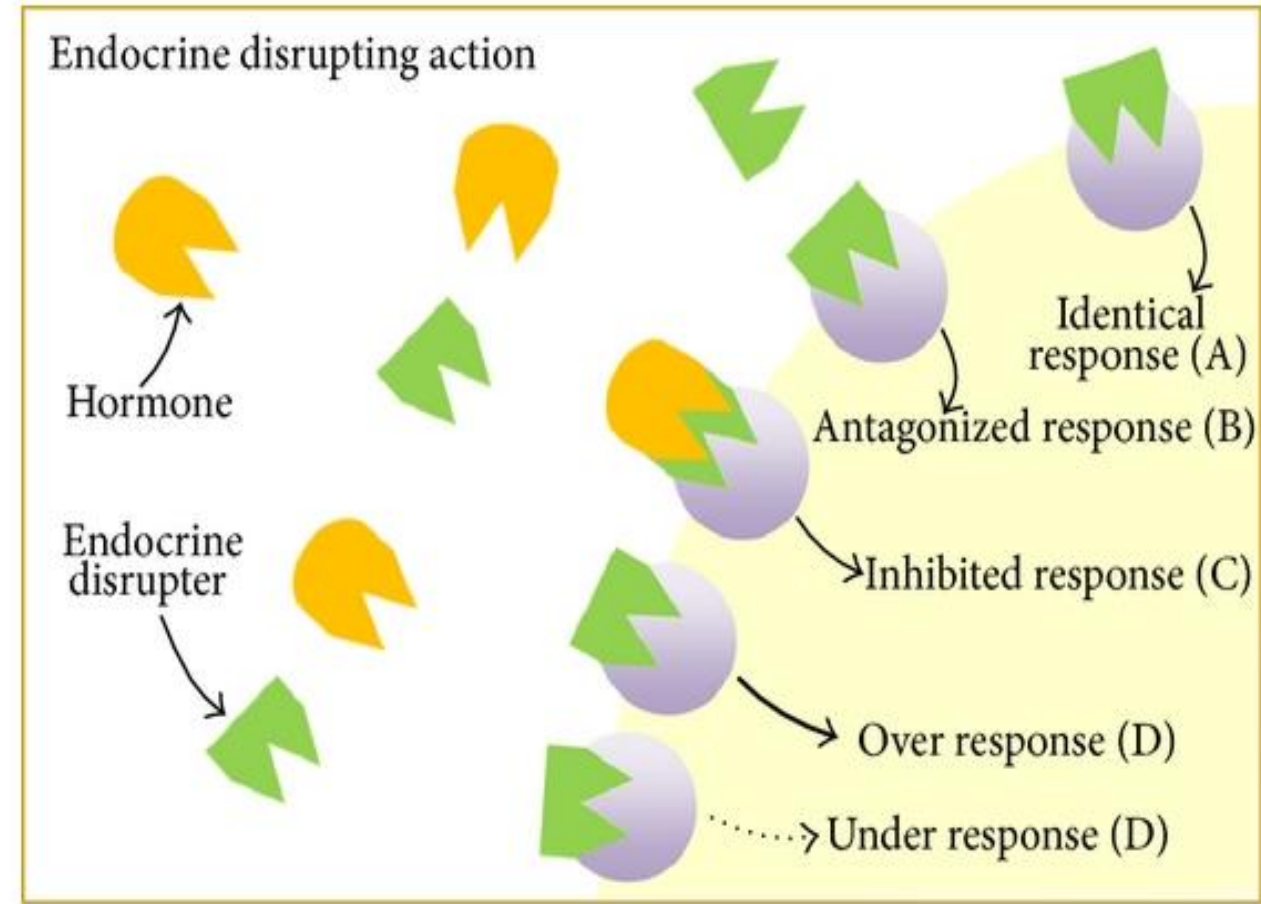 Endocrine disrupting action
Hormone
Endocrine
disrupter
Identical
response (A)
Antagonized response (B)
Inhibited response (C)
Over response (D)
Under response (D)